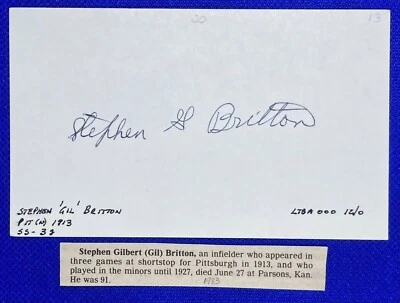 20
13
Stephen G Britton
STEPHEN 'GIL' BRITTON
PIT (N) 1913
SS-3g
LTBA 000 12/0
Stephen Gilbert (Gil) Britton, an infielder who appeared in
three games at shortstop for Pittsburgh in 1913, and who
played in the minors until 1927, died June 27 at Parsons, Kan.
He was 91. 1983